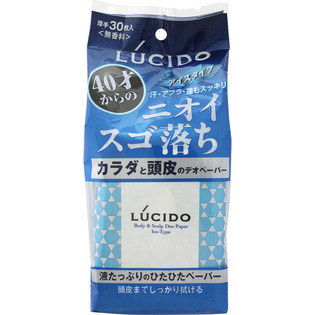 厚手30枚入
<無香料>
LÚCIDO
アイスタイプ
40才
からの
汗・アブラ・誰もスッキリ
ニオイ
スゴ落ち
カラダと頭皮のデオペーパー
LÚCIDO
Body & Scalp Deo Paper
Ice-Type
液たっぷりのひたひたペーパー
頭皮までしっかり拭ける